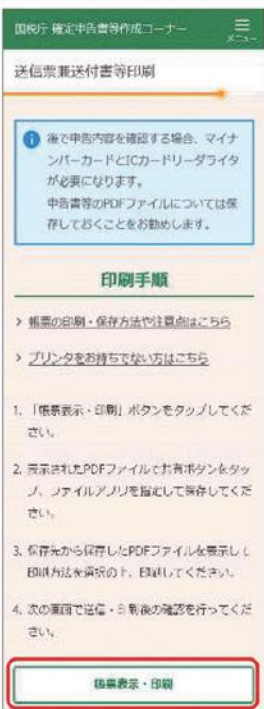 国税庁 確定申告書等作成コーナー
メニュー
送信票兼送付書等印刷
後で申告内容を確認する場合、マイナ
ンバーカードとICカードリーダライタ
が必要になります。
申告書等のPDFファイルについては保
存しておくことをお勧めします。
印刷手順
› 帳票の印刷・保存方法や注意点はこちら
› プリンタをお持ちでない方はこちら
1. 「帳票表示・印刷」ボタンをタップしてくだ
さい。
2. 表示されたPDFファイルで共有ボタンをタッ
プ、ファイルアプリを指定して保存してくだ
さい。
3. 保存先から保存したPDFファイルを表示し
印刷方法を選択の上、印刷してください。
4. 次の画面で送信・印刷後の確認を行ってくだ
さい。
帳票表示・印刷